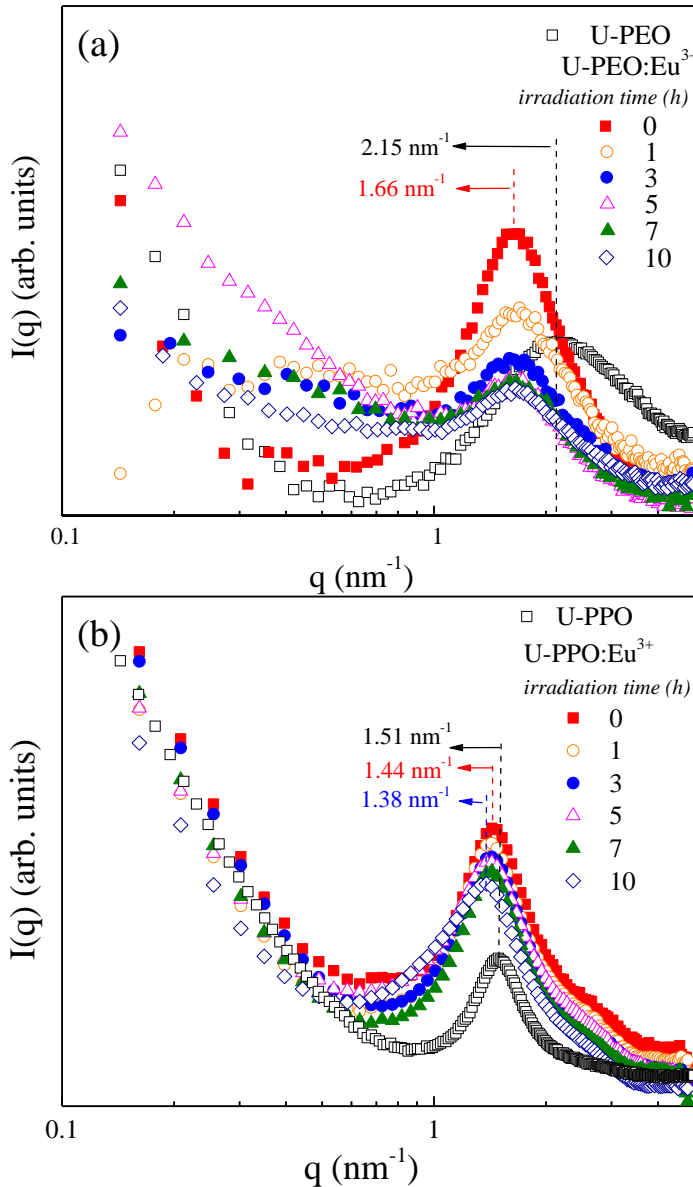 (a)
U-PEO
U-PEO:Eu³⁺
irradiation time (h)
0
1
3
5
7
10
2.15 nm⁻¹
1.66 nm⁻¹
I(q) (arb. units)
0.1
1
q (nm⁻¹)
(b)
U-PPO
U-PPO:Eu³⁺
irradiation time (h)
0
1
3
5
7
10
1.51 nm⁻¹
1.44 nm⁻¹
1.38 nm⁻¹
I(q) (arb. units)
0.1
1
q (nm⁻¹)